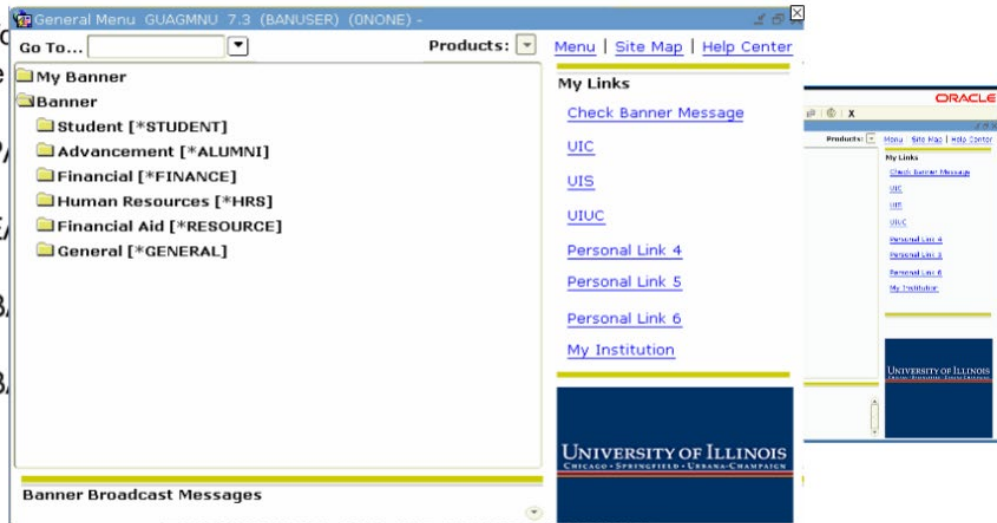 General Menu GUAGMNU 7.3 (BANUSER) (0NONE) -
Go To...
Products:
Menu | Site Map | Help Center
My Banner
Banner
Student [*STUDENT]
Advancement [*ALUMNI]
Financial [*FINANCE]
Human Resources [*HRS]
Financial Aid [*RESOURCE]
General [*GENERAL]
My Links
Check Banner Message
UIC
UIS
UIUC
Personal Link 4
Personal Link 5
Personal Link 6
My Institution
UNIVERSITY OF ILLINOIS
CHICAGO • SPRINGFIELD • URBANA-CHAMPAIGN
Banner Broadcast Messages
ORACLE
Products:
Menu | Site Map | Help Center
My Links
Check Banner Message
UIC
UIS
UIUC
Personal Link 4
Personal Link 5
Personal Link 6
My Institution
UNIVERSITY OF ILLINOIS